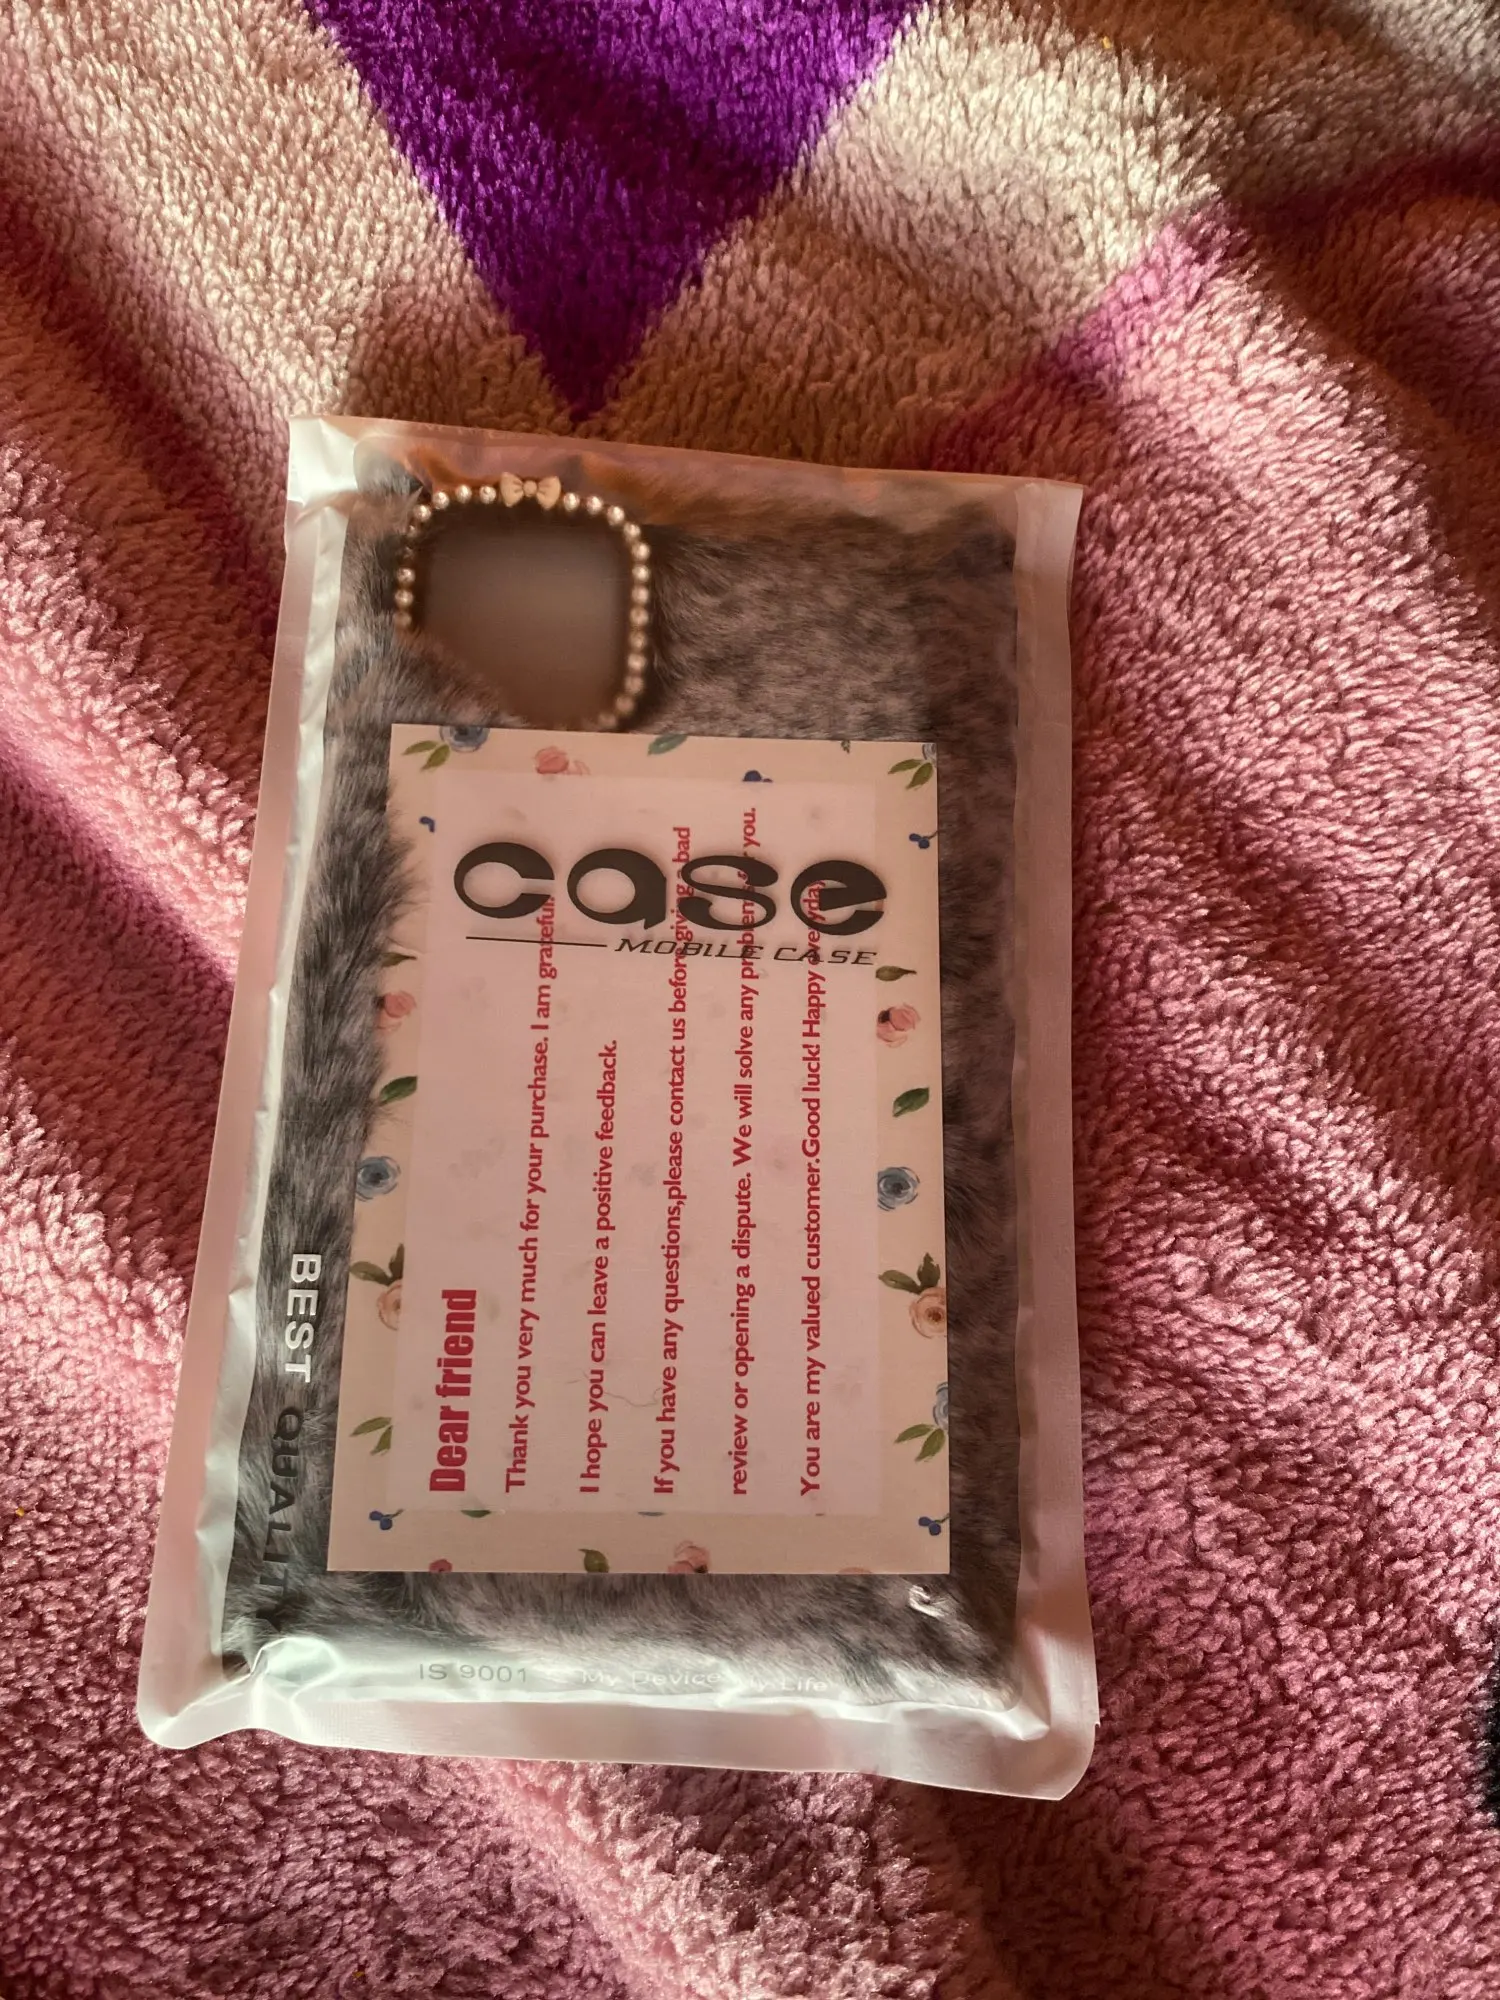 case
MOBILE CASE
Dear friend
Thank you very much for your purchase. I am grateful.
I hope you can leave a positive feedback.
If you have any questions,please contact us before giving a bad
review or opening a dispute. We will solve any problems you.
You are my valued customer.Good luck! Happy everyday
BEST QUALITY
IS 9001
My Device My Life